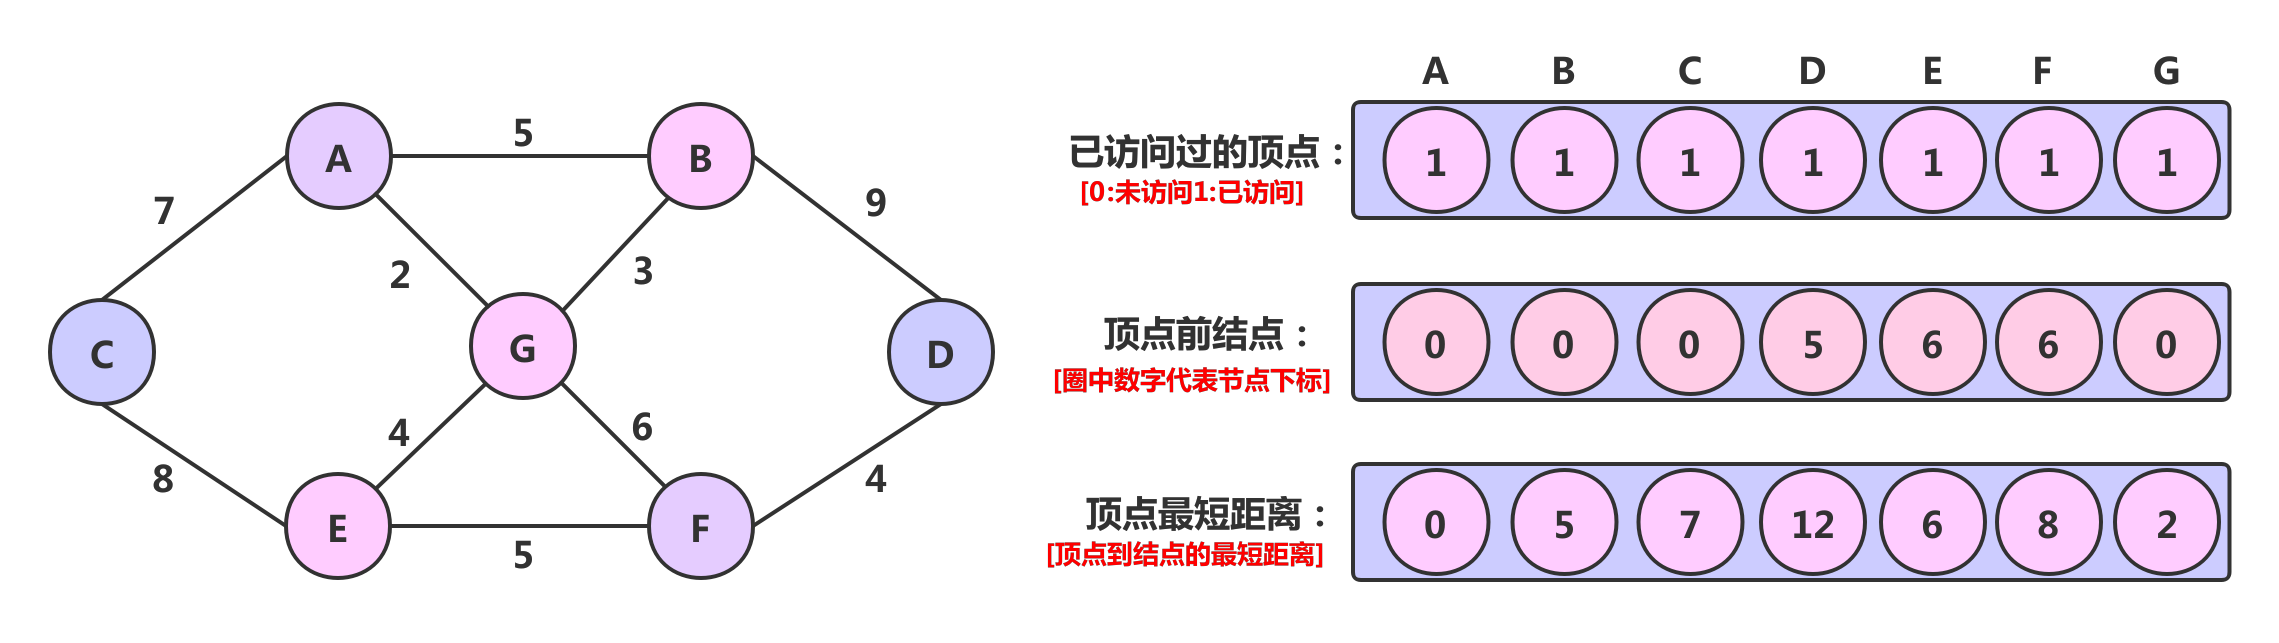 A B C D E F G
已访问过的顶点：
[0:未访问1:已访问]
1 1 1 1 1 1 1
顶点前结点：
[圈中数字代表节点下标]
0 0 0 5 6 6 0
顶点最短距离：
[顶点到结点的最短距离]
0 5 7 12 6 8 2
5
A B
7 9
2 3
G
C D
4 6
8 4
E F
5